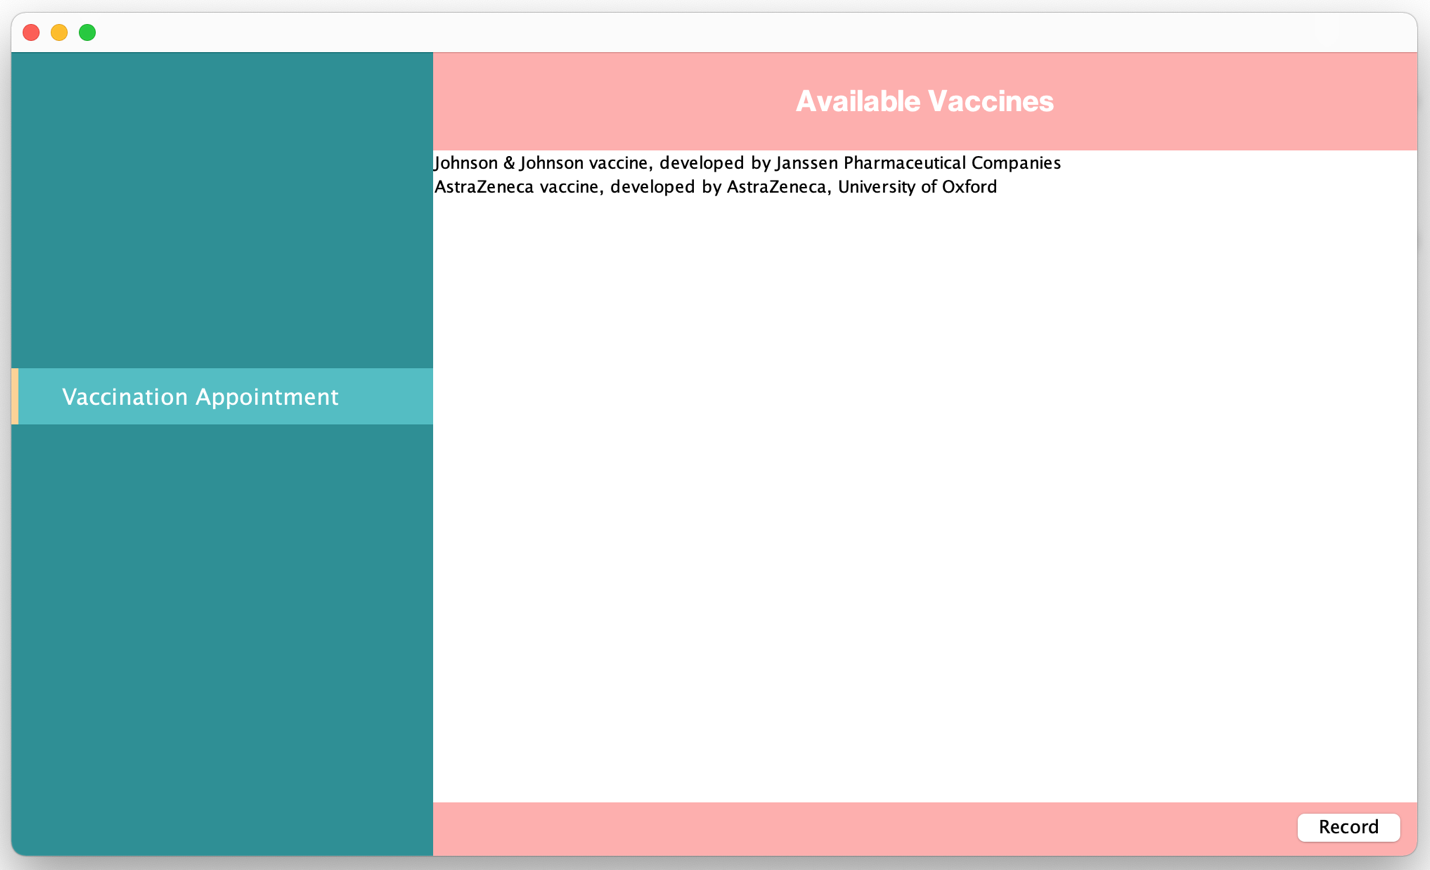 Available Vaccines
Johnson & Johnson vaccine, developed by Janssen Pharmaceutical Companies
AstraZeneca vaccine, developed by AstraZeneca, University of Oxford
Vaccination Appointment
Record